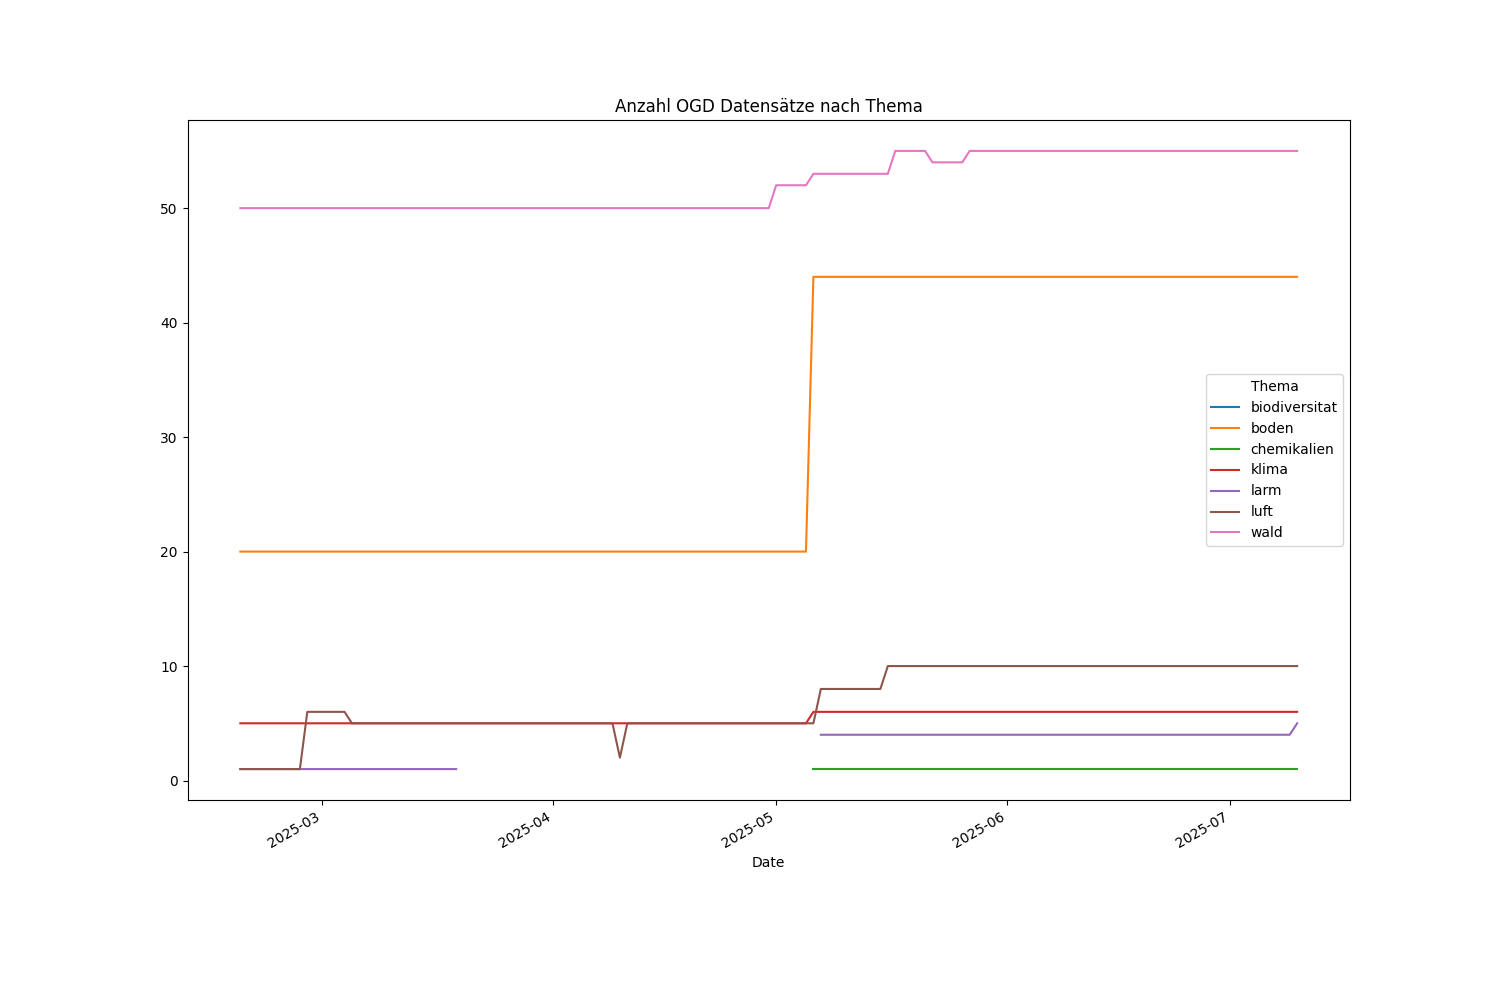 Anzahl OGD Datensätze nach Thema
50
40
30
20
10
0
Thema
biodiversitat
boden
chemikalien
klima
larm
luft
wald
2025-03
2025-04
2025-05
2025-06
2025-07
Date